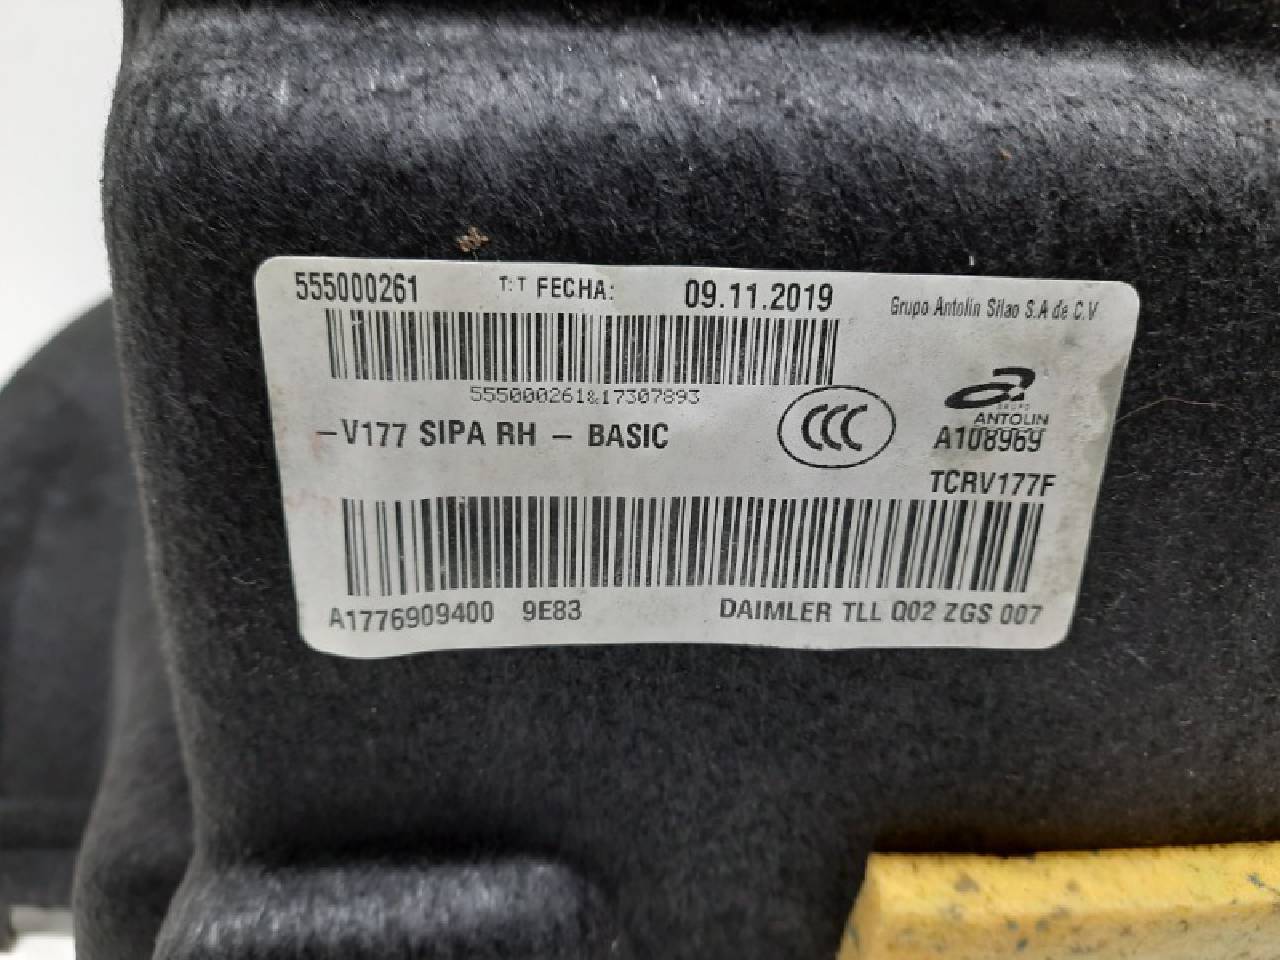 555000261 T:T FECHA: 09.11.2019 Grupo Antolin Silao S.A de C.V
555000261&17307893
GRUPO
ANTOLIN
-V177 SIPA RH - BASIC CCC A108969
TCRV177F
A1776909400 9E83 DAIMLER TLL Q02 ZGS 007